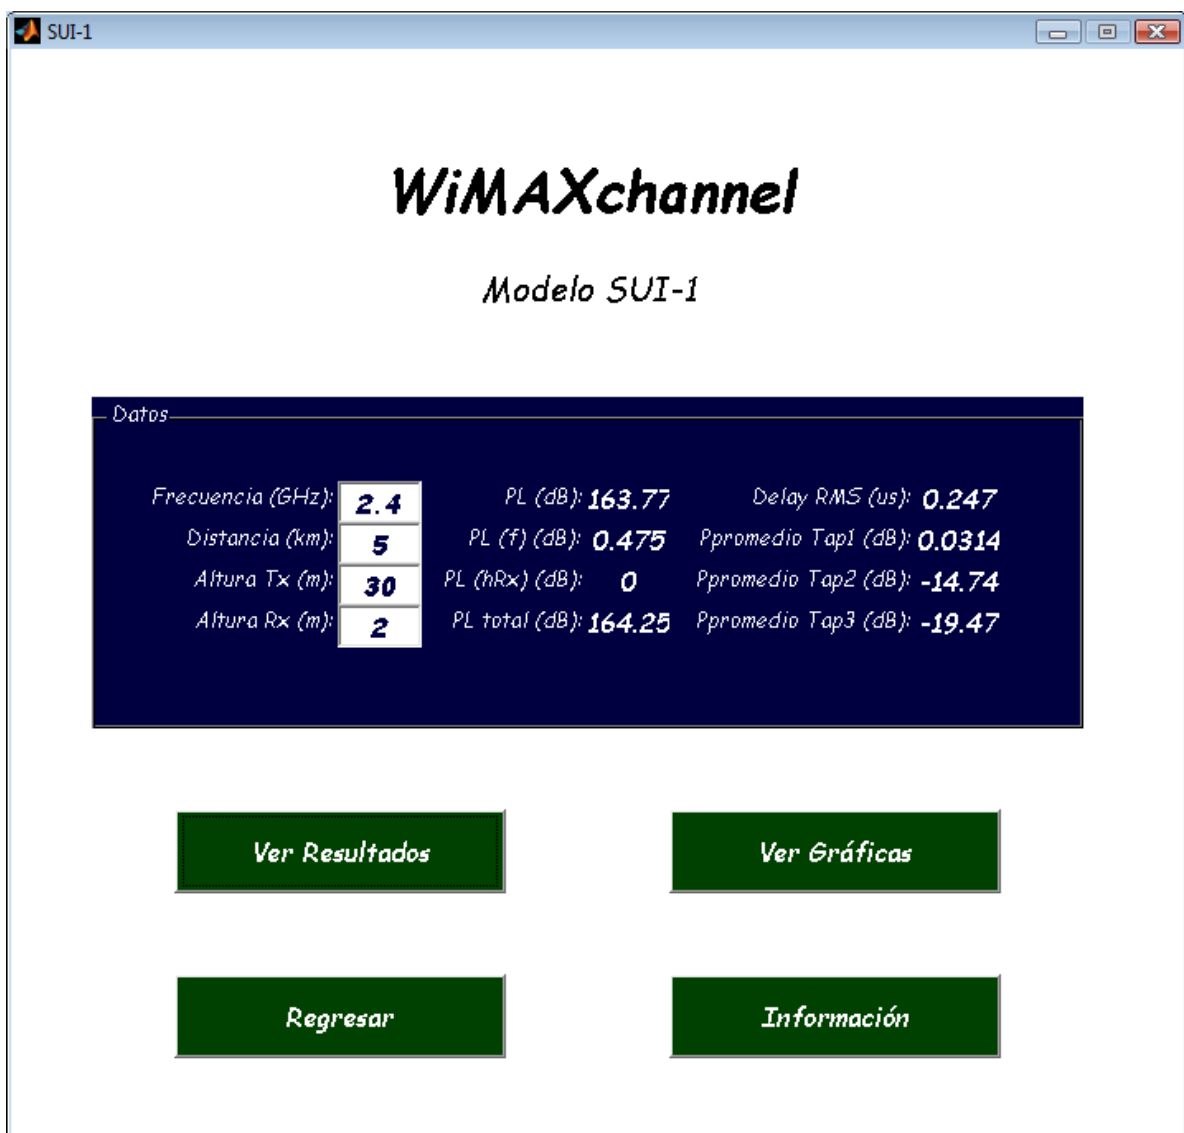 SUI-1
WiMAXchannel
Modelo SUI-1
Datos
Frecuencia (GHz): 2.4 PL (dB): 163.77 Delay RMS (us): 0.247
Distancia (km): 5 PL (f) (dB): 0.475 Ppromedio Tap1 (dB): 0.0314
Altura Tx (m): 30 PL (hRx) (dB): 0 Ppromedio Tap2 (dB): -14.74
Altura Rx (m): 2 PL total (dB): 164.25 Ppromedio Tap3 (dB): -19.47
Ver Resultados Ver Gráficas
Regresar Información